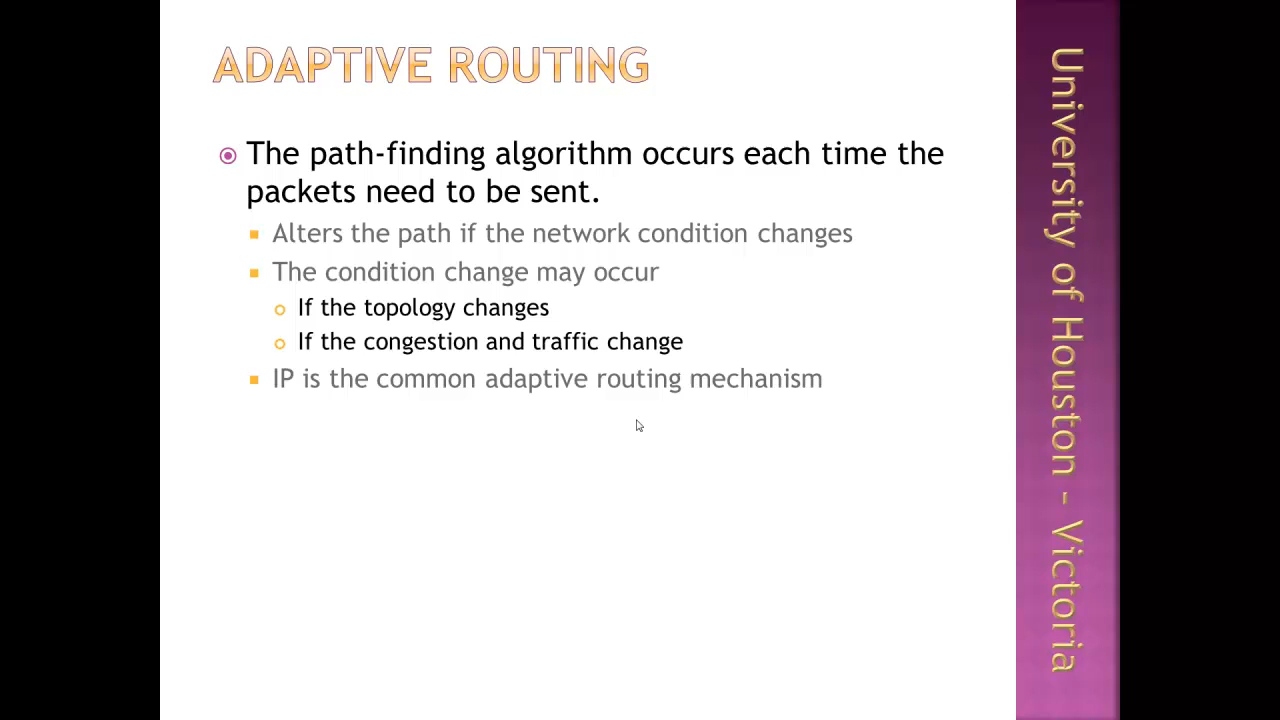 ADAPTIVE ROUTING
The path-finding algorithm occurs each time the
packets need to be sent.
Alters the path if the network condition changes
The condition change may occur
If the topology changes
If the congestion and traffic change
IP is the common adaptive routing mechanism
University of Houston - Victoria